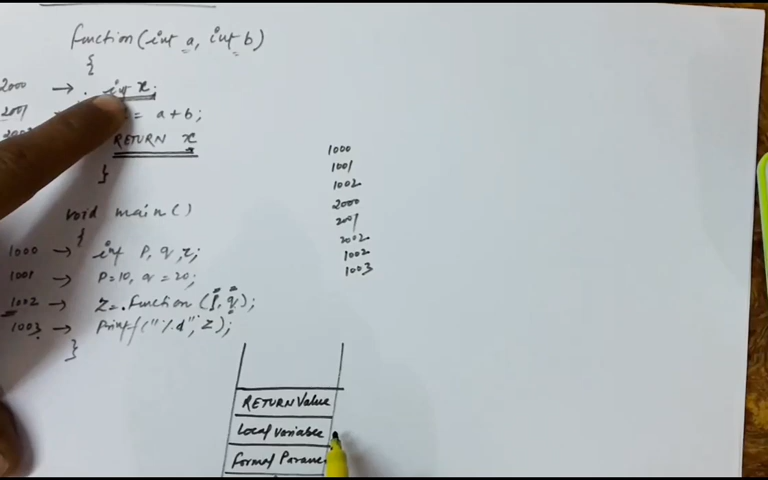 function (int a, int b)
{
2000 → int x;
2001 = a + b;
RETURN x
}
void main()
{
1000 → int P, q, z;
1001 → P=10, q=20;
1002 → Z=function (P, q);
1003 → Printf("%d", Z);
}
1000
1001
1002
2000
2001
2002
1002
1003
RETURN Value
Local variable
Formal